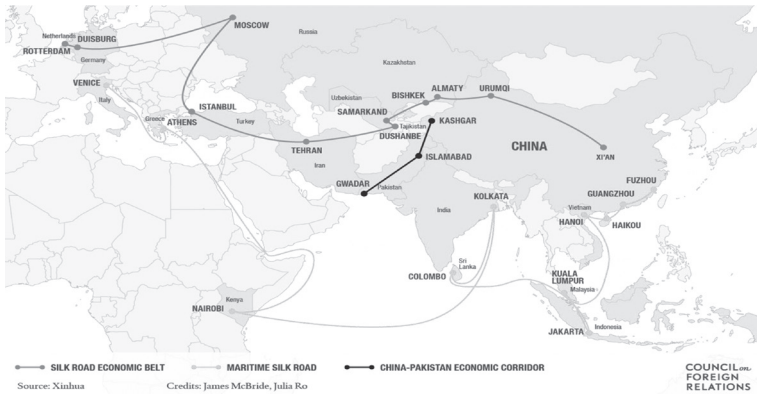 MOSCOW
Netherlands
DUISBURG
ROTTERDAM
Germany
Russia
VENICE
Italy
Kazakhstan
ISTANBUL
Greece
ATHENS
Turkey
Uzbekistan
BISHKEK
ALMATY
URUMQI
SAMARKAND
Tajikistan
DUSHANBE
KASHGAR
TEHRAN
Iran
ISLAMABAD
CHINA
XI'AN
GWADAR
Pakistan
FUZHOU
GUANGZHOU
KOLKATA
India
Vietnam
HANOI
HAIKOU
Sri
Lanka
COLOMBO
KUALA
LUMPUR
Malaysia
Kenya
NAIROBI
JAKARTA
Indonesia
SILK ROAD ECONOMIC BELT
MARITIME SILK ROAD
CHINA-PAKISTAN ECONOMIC CORRIDOR
Source: Xinhua
Credits: James McBride, Julia Ro
COUNCIL on
FOREIGN
RELATIONS